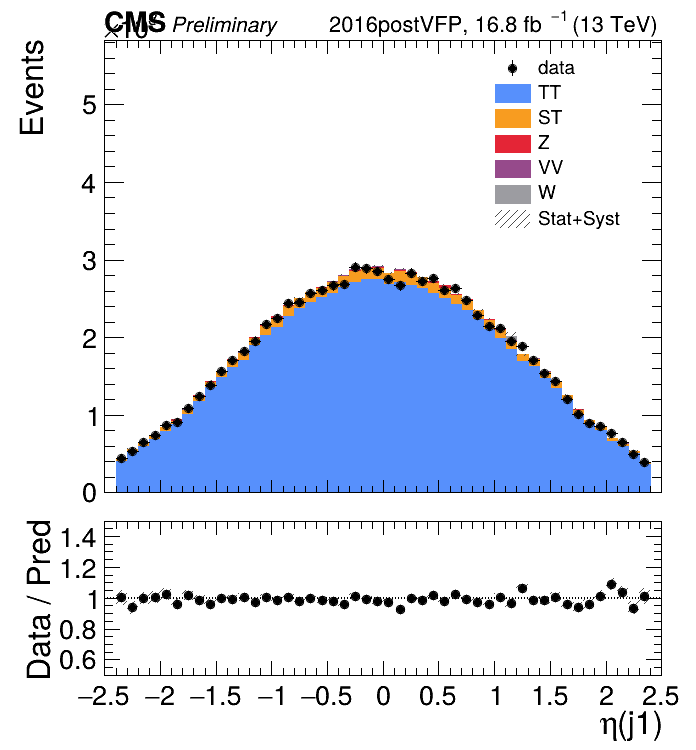 CMS Preliminary 2016postVFP, 16.8 fb⁻¹ (13 TeV)
Events
5
4
3
2
1
0
data
TT
ST
Z
VV
W
Stat+Syst
Data / Pred
1.4
1.2
1
0.8
0.6
−2.5 −2 −1.5 −1 −0.5 0 0.5 1 1.5 2 2.5
η(j1)